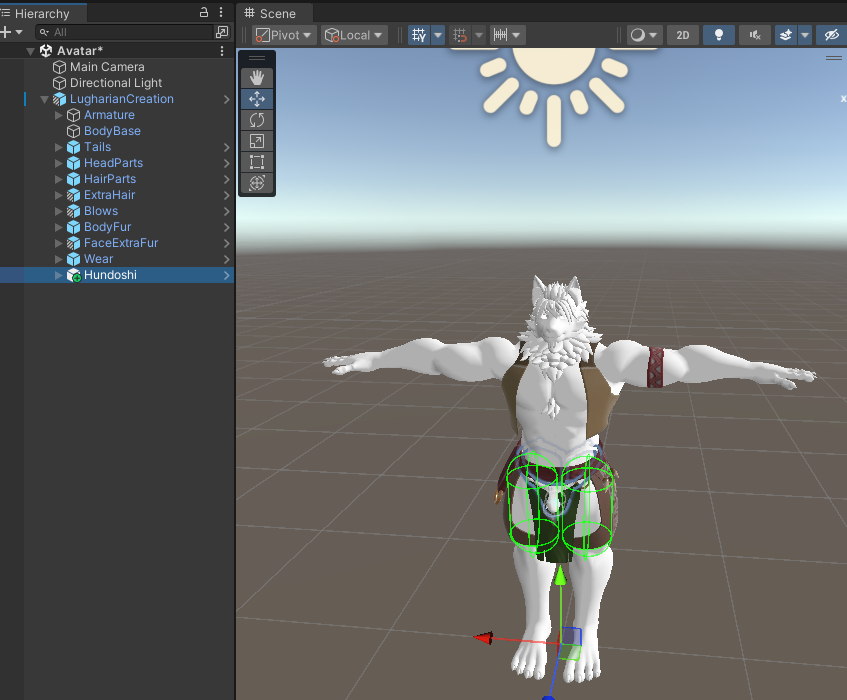 Hierarchy
All
Avatar*
Main Camera
Directional Light
LugharianCreation
Armature
BodyBase
Tails
HeadParts
HairParts
ExtraHair
Blows
BodyFur
FaceExtraFur
Wear
Hundoshi
Scene
Pivot Local 2D
x